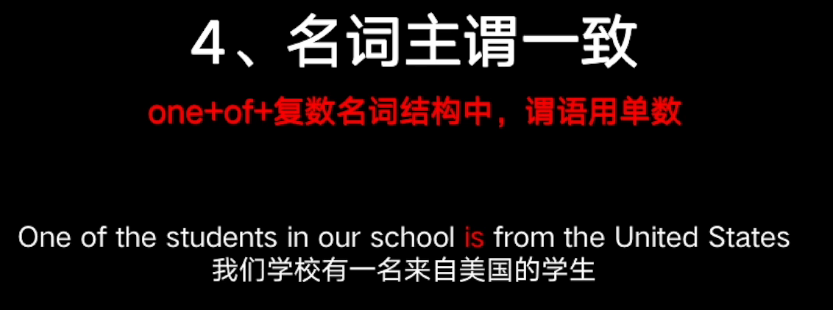 4、名词主谓一致
one+of+复数名词结构中，谓语用单数
One of the students in our school is from the United States
我们学校有一名来自美国的学生